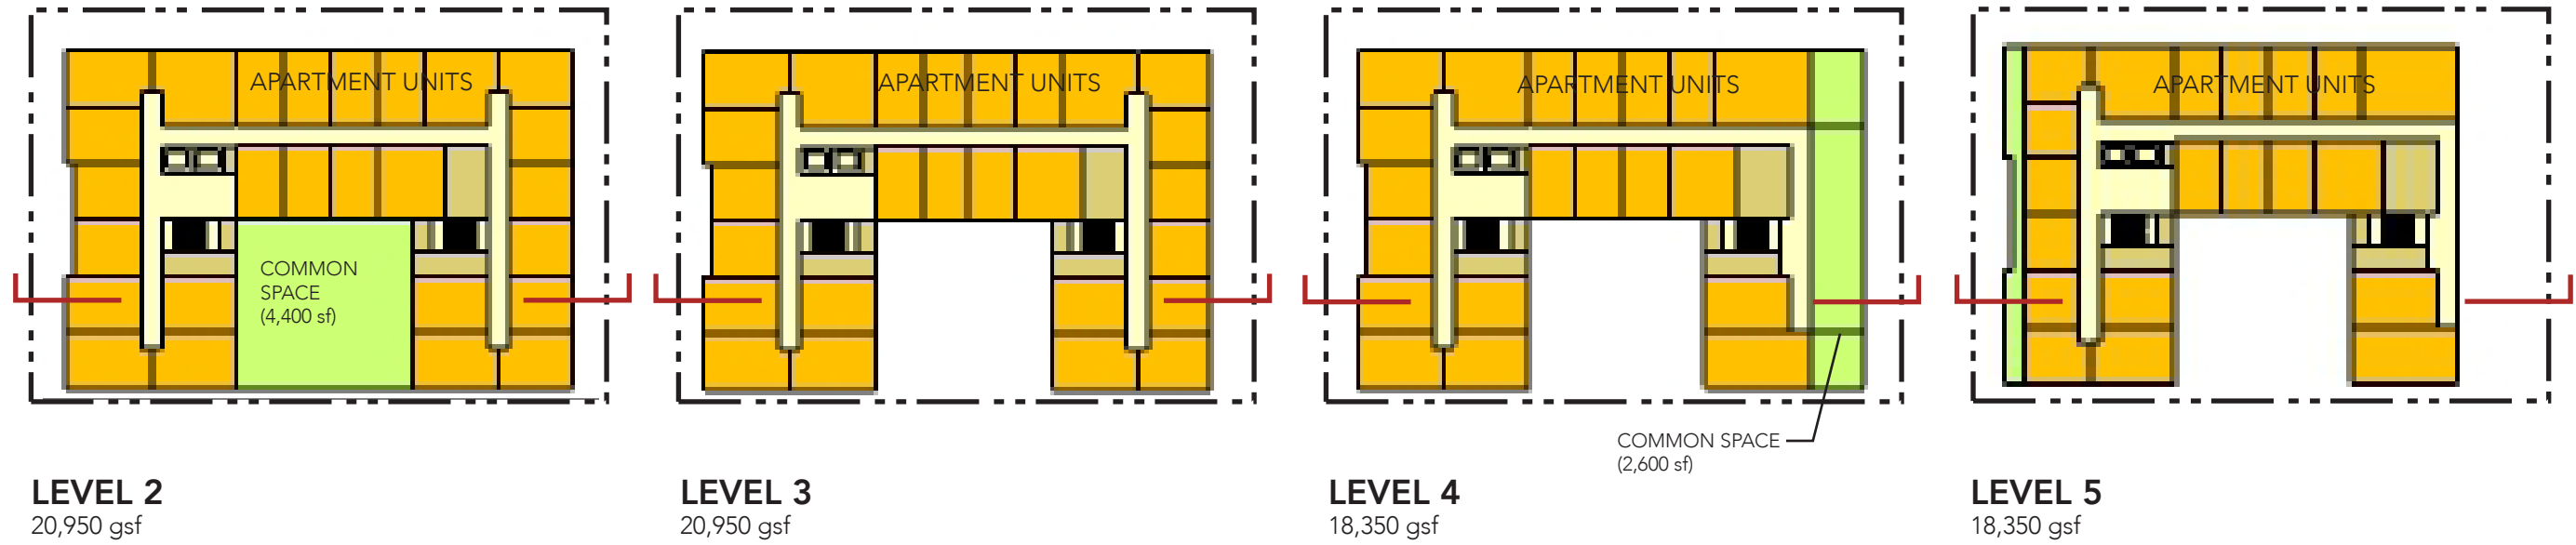 APARTMENT UNITS
COMMON
SPACE
(4,400 sf)
LEVEL 2
20,950 gsf
APARTMENT UNITS
LEVEL 3
20,950 gsf
APARTMENT UNITS
COMMON SPACE
(2,600 sf)
LEVEL 4
18,350 gsf
APARTMENT UNITS
LEVEL 5
18,350 gsf